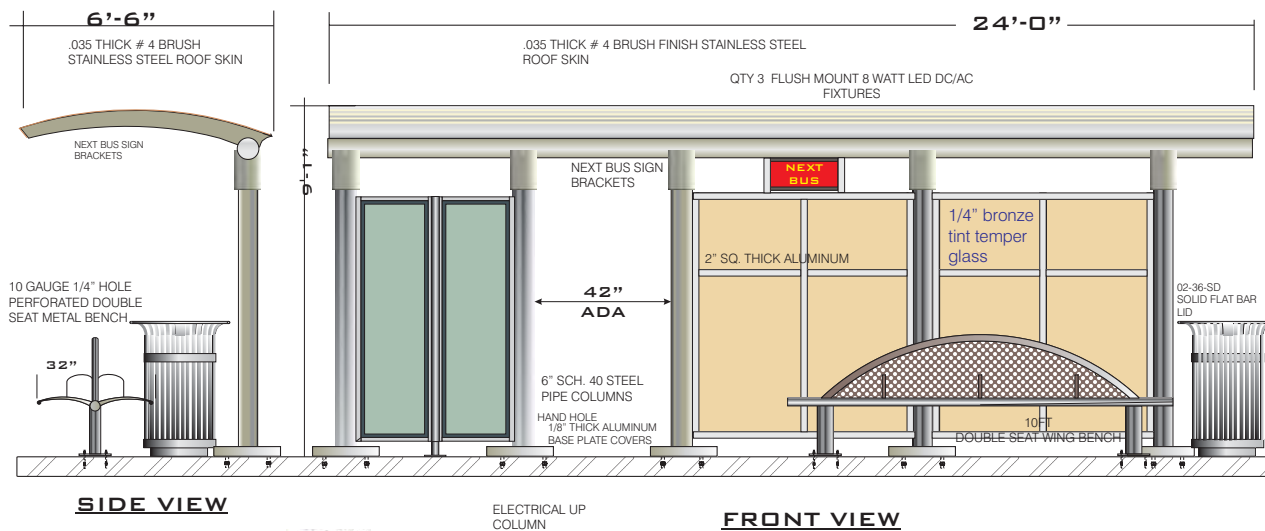 6'-6"
24'-0"
.035 THICK # 4 BRUSH
STAINLESS STEEL ROOF SKIN
.035 THICK # 4 BRUSH FINISH STAINLESS STEEL
ROOF SKIN
QTY 3 FLUSH MOUNT 8 WATT LED DC/AC
FIXTURES
NEXT BUS SIGN
BRACKETS
9'-1"
NEXT BUS SIGN
BRACKETS
NEXT
BUS
1/4" bronze
tint temper
glass
2" SQ. THICK ALUMINUM
10 GAUGE 1/4" HOLE
PERFORATED DOUBLE
SEAT METAL BENCH
42"
ADA
02-36-SD
SOLID FLAT BAR
LID
32"
6" SCH. 40 STEEL
PIPE COLUMNS
HAND HOLE
1/8" THICK ALUMINUM
BASE PLATE COVERS
10FT
DOUBLE SEAT WING BENCH
SIDE VIEW
ELECTRICAL UP
COLUMN
FRONT VIEW